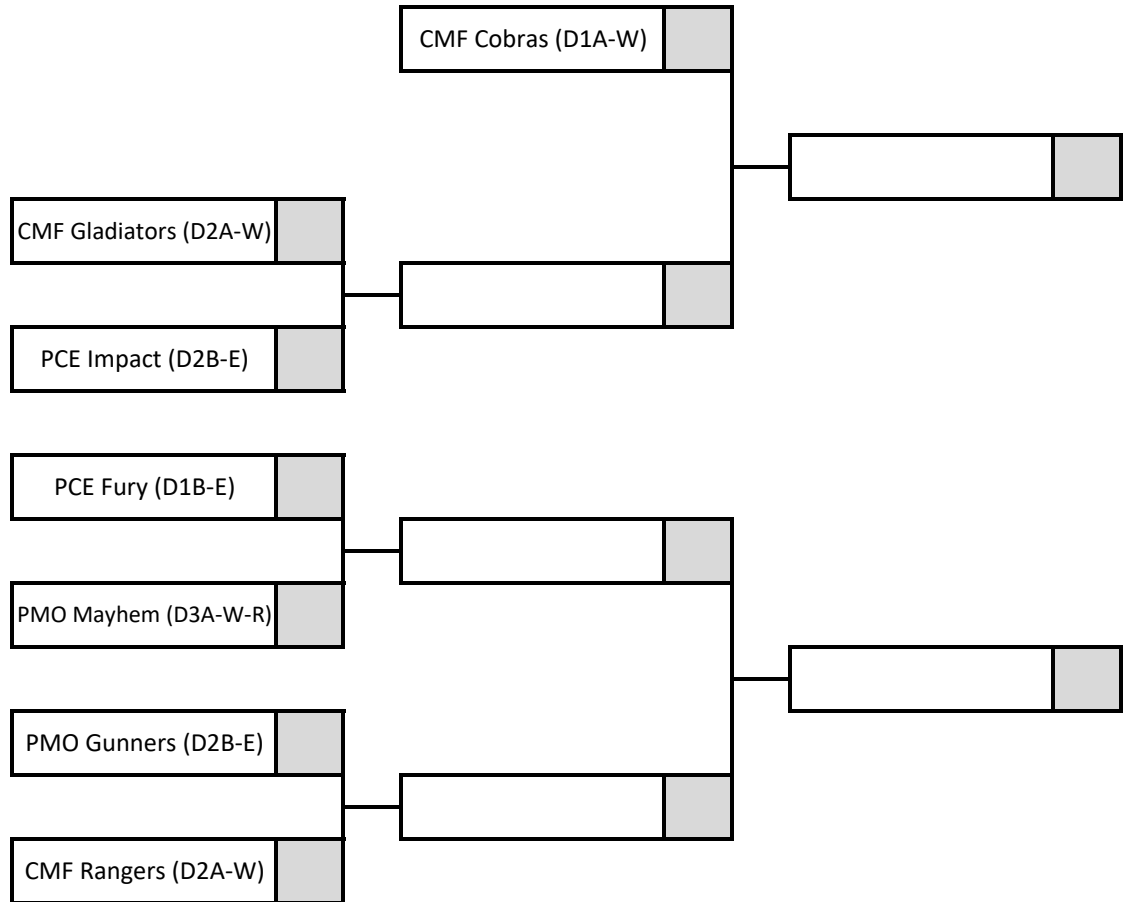 CMF Cobras (D1A-W)
CMF Gladiators (D2A-W)
PCE Impact (D2B-E)
PCE Fury (D1B-E)
PMO Mayhem (D3A-W-R)
PMO Gunners (D2B-E)
CMF Rangers (D2A-W)